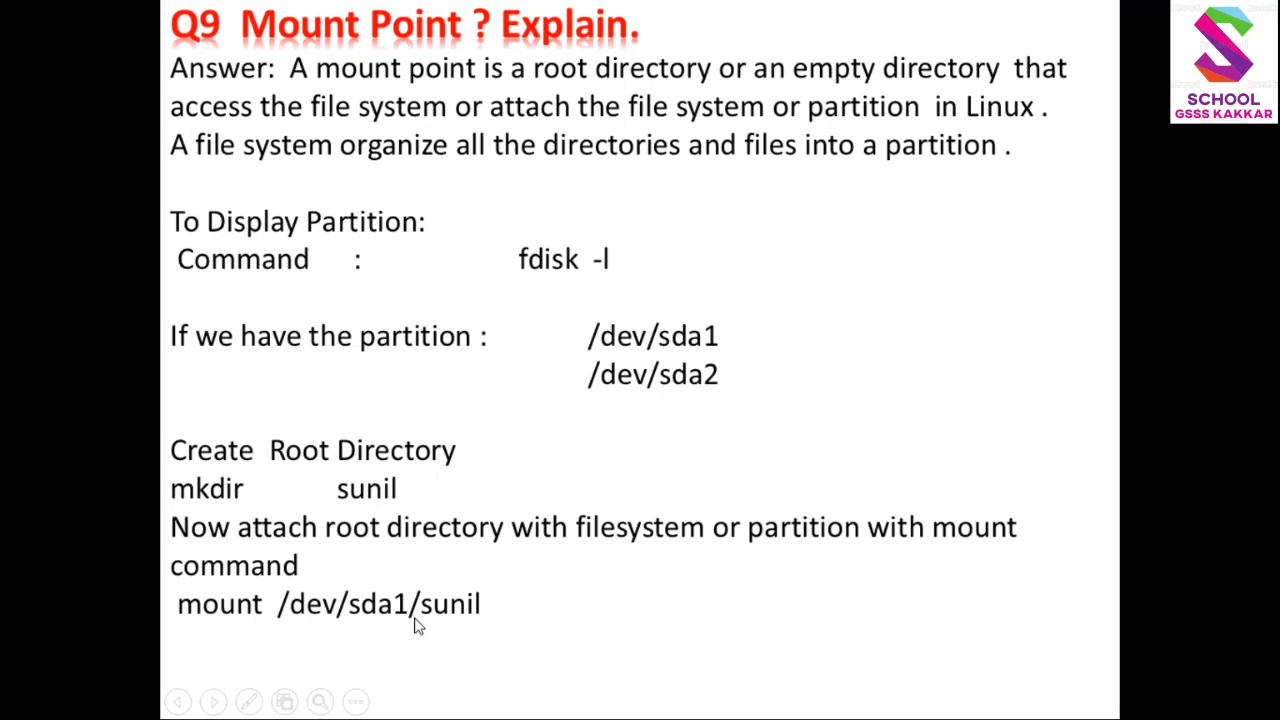 Q9 Mount Point ? Explain.
Answer: A mount point is a root directory or an empty directory that
access the file system or attach the file system or partition in Linux .
A file system organize all the directories and files into a partition .
To Display Partition:
Command : fdisk -l
If we have the partition : /dev/sda1
/dev/sda2
Create Root Directory
mkdir sunil
Now attach root directory with filesystem or partition with mount
command
mount /dev/sda1/sunil
SCHOOL
GSSS KAKKAR